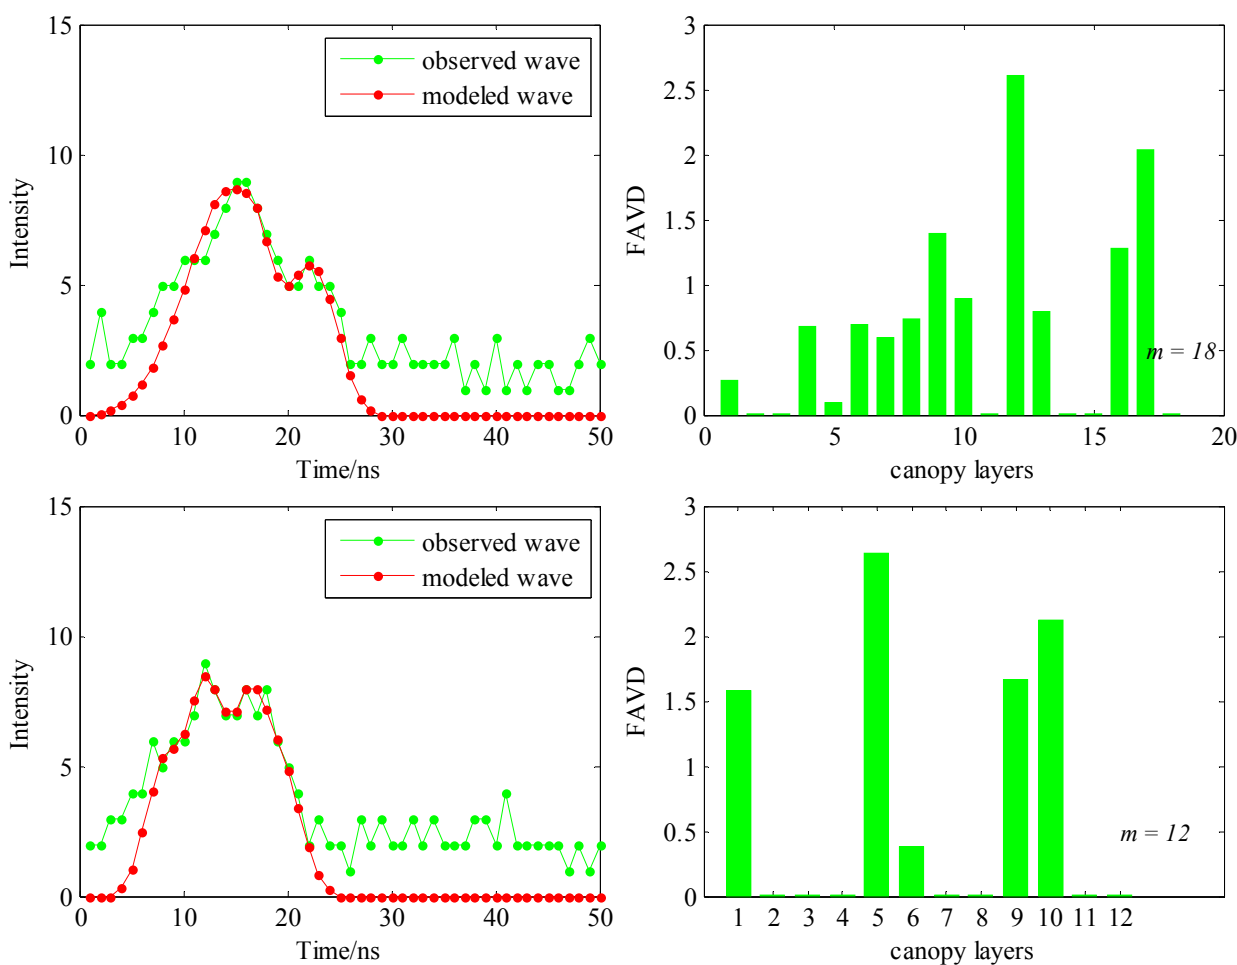 15
10
5
0
Intensity
observed wave
modeled wave
0 10 20 30 40 50
Time/ns
3
2.5
2
1.5
1
0.5
0
FAVD
m = 18
0 5 10 15 20
canopy layers
15
10
5
0
Intensity
observed wave
modeled wave
0 10 20 30 40 50
Time/ns
3
2.5
2
1.5
1
0.5
0
FAVD
m = 12
1 2 3 4 5 6 7 8 9 10 11 12
canopy layers